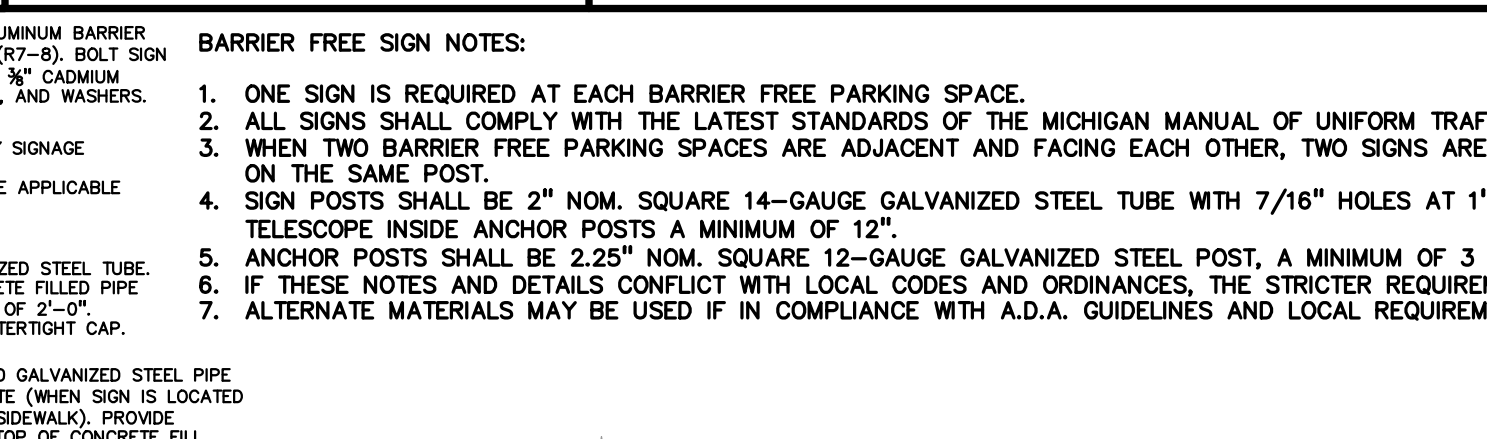 UMINUM BARRIER
(R7-8). BOLT SIGN
⅜" CADMIUM
, AND WASHERS.
SIGNAGE
E APPLICABLE
ZED STEEL TUBE.
ETE FILLED PIPE
OF 2'-0".
TERTIGHT CAP.
D GALVANIZED STEEL PIPE
TE (WHEN SIGN IS LOCATED
SIDEWALK). PROVIDE
TOP OF CONCRETE FILL
BARRIER FREE SIGN NOTES:
1. ONE SIGN IS REQUIRED AT EACH BARRIER FREE PARKING SPACE.
2. ALL SIGNS SHALL COMPLY WITH THE LATEST STANDARDS OF THE MICHIGAN MANUAL OF UNIFORM TRAF
3. WHEN TWO BARRIER FREE PARKING SPACES ARE ADJACENT AND FACING EACH OTHER, TWO SIGNS ARE
ON THE SAME POST.
4. SIGN POSTS SHALL BE 2" NOM. SQUARE 14-GAUGE GALVANIZED STEEL TUBE WITH 7/16" HOLES AT 1"
TELESCOPE INSIDE ANCHOR POSTS A MINIMUM OF 12".
5. ANCHOR POSTS SHALL BE 2.25" NOM. SQUARE 12-GAUGE GALVANIZED STEEL POST, A MINIMUM OF 3
6. IF THESE NOTES AND DETAILS CONFLICT WITH LOCAL CODES AND ORDINANCES, THE STRICTER REQUIREM
7. ALTERNATE MATERIALS MAY BE USED IF IN COMPLIANCE WITH A.D.A. GUIDELINES AND LOCAL REQUIREM